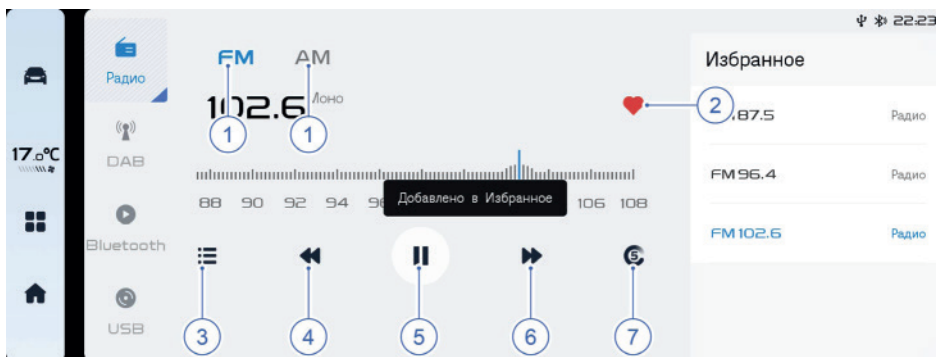 22:23
17.0°C
Радио
DAB
Bluetooth
USB
FM AM
102.6
1 1
88 90 92 94
Добавлено в Избранное
106 108
2
3 4 5 6 7
Избранное
87.5 Радио
FM 96.4 Радио
FM 102.6 Радио